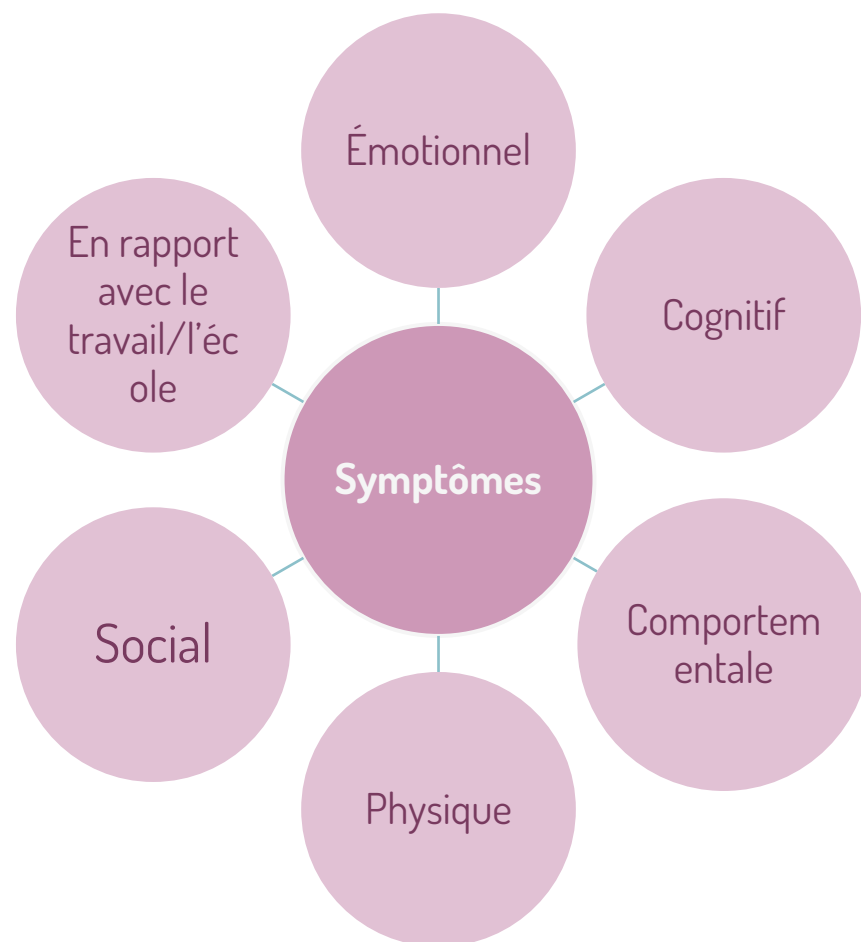 Émotionnel
En rapport
avec le
travail/l'éc
ole
Cognitif
Symptômes
Social
Comportem
entale
Physique